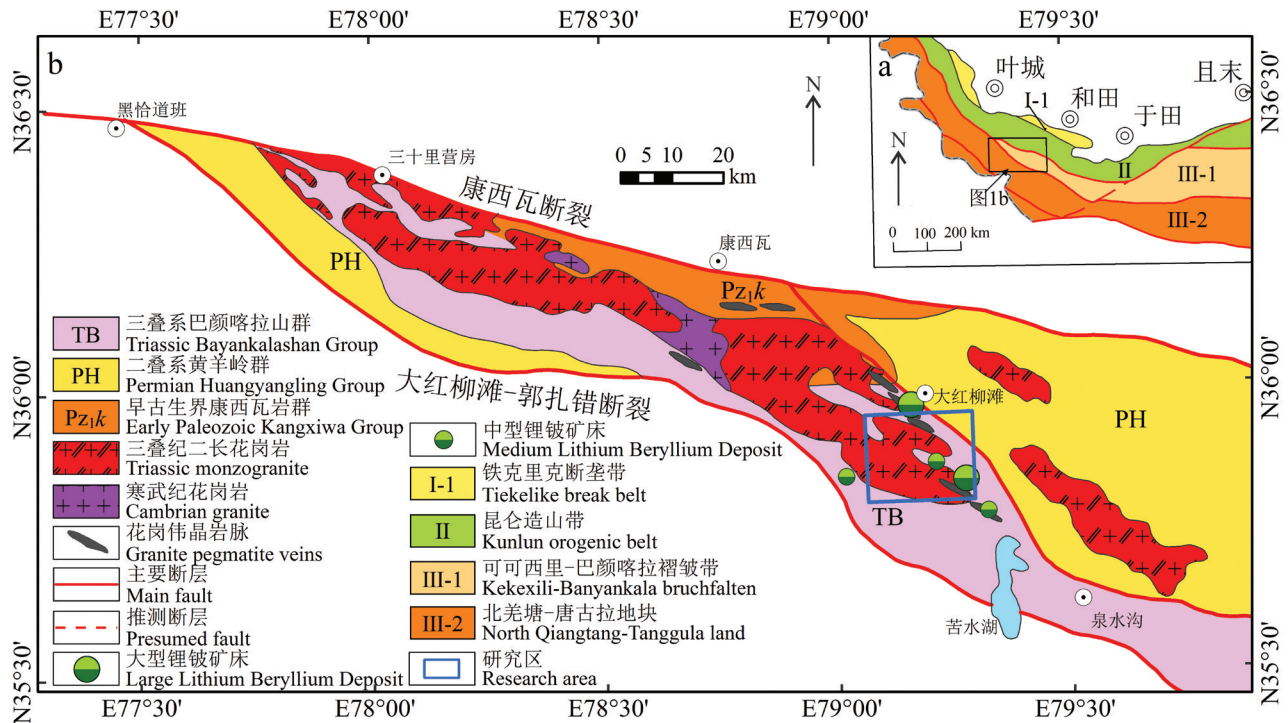 E77°30′ E78°00′ E78°30′ E79°00′ E79°30′
b
N36°30′
N36°00′
N35°30′
黑恰道班
三十里营房
康西瓦断裂
康西瓦
0 5 10 20
km
N
PH
Pz₁k
大红柳滩-郭扎错断裂
大红柳滩
PH
TB
苦水湖
泉水沟
a
叶城
I-1
和田
于田
且末
N
II
III-1
图1b
III-2
0 100 200 km
N36°30′
N36°00′
N35°30′
TB
三叠系巴颜喀拉山群
Triassic Bayankalashan Group
PH
二叠系黄羊岭群
Permian Huangyangling Group
Pz₁k
早古生界康西瓦岩群
Early Paleozoic Kangxiwa Group
三叠纪二长花岗岩
Triassic monzogranite
寒武纪花岗岩
Cambrian granite
花岗伟晶岩脉
Granite pegmatite veins
主要断层
Main fault
推测断层
Presumed fault
大型锂铍矿床
Large Lithium Beryllium Deposit
中型锂铍矿床
Medium Lithium Beryllium Deposit
I-1
铁克里克断垄带
Tiekelike break belt
II
昆仑造山带
Kunlun orogenic belt
III-1
可可西里-巴颜喀拉褶皱带
Kekexili-Banyankala bruchfalten
III-2
北羌塘-唐古拉地块
North Qiangtang-Tanggula land
研究区
Research area
E77°30′ E78°00′ E78°30′ E79°00′ E79°30′